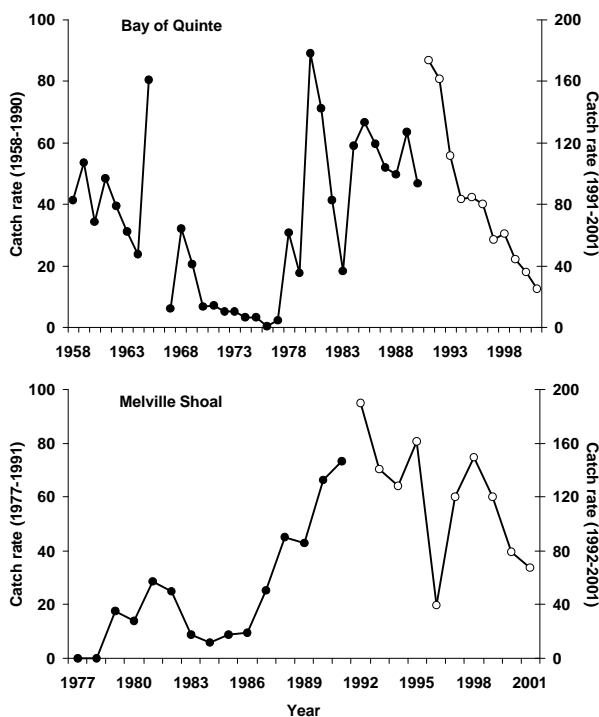 Bay of Quinte
Catch rate (1958-1990)
100
80
60
40
20
0
200
160
120
80
40
0
Catch rate (1991-2001)
1958 1963 1968 1973 1978 1983 1988 1993 1998
Melville Shoal
Catch rate (1977-1991)
100
80
60
40
20
0
200
160
120
80
40
0
Catch rate (1992-2001)
1977 1980 1983 1986 1989 1992 1995 1998 2001
Year